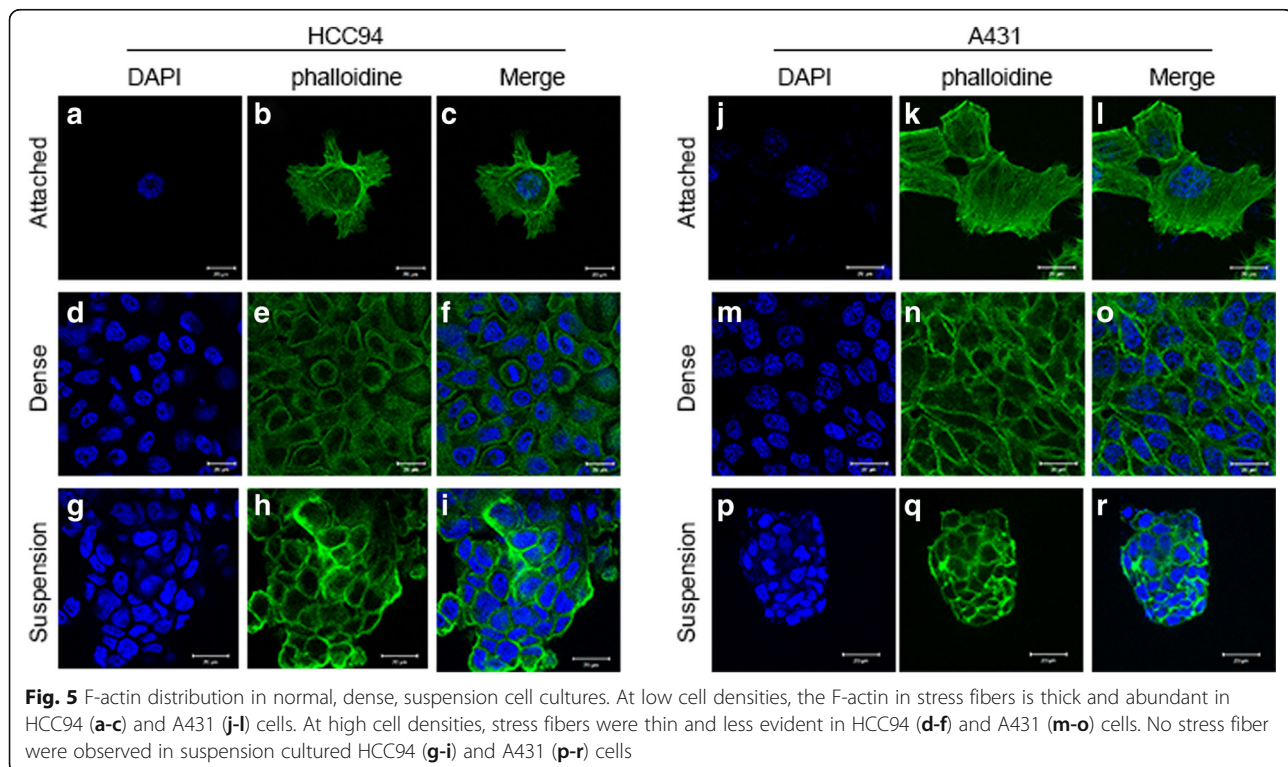 HCC94
A431
DAPI phalloidine Merge
DAPI phalloidine Merge
Attached
a b c
j k l
Dense
d e f
m n o
Suspension
g h i
p q r
Fig. 5 F-actin distribution in normal, dense, suspension cell cultures. At low cell densities, the F-actin in stress fibers is thick and abundant in
HCC94 (a-c) and A431 (j-l) cells. At high cell densities, stress fibers were thin and less evident in HCC94 (d-f) and A431 (m-o) cells. No stress fiber
were observed in suspension cultured HCC94 (g-i) and A431 (p-r) cells